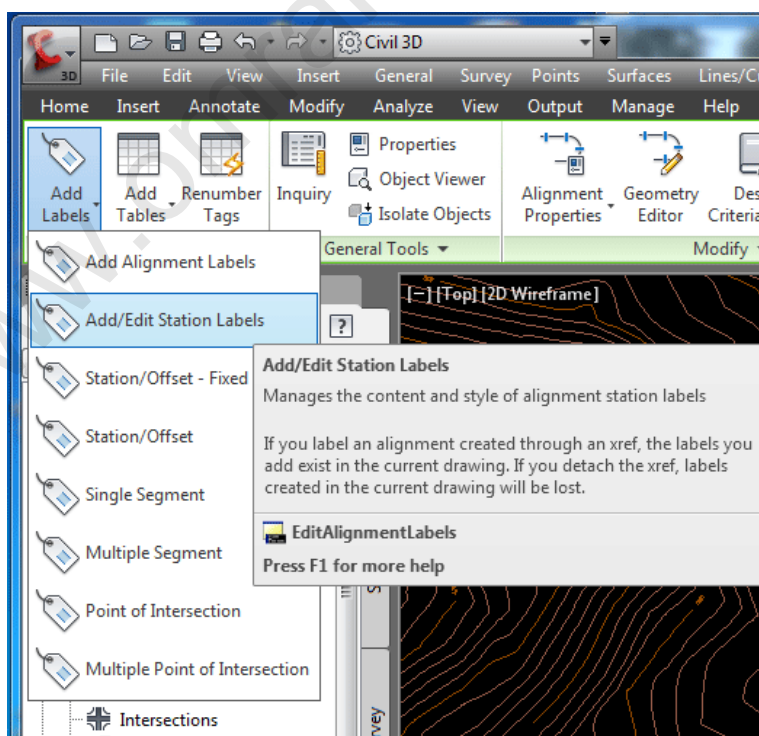 3D
Civil 3D
File Edit View Insert General Survey Points Surfaces
Home Insert Annotate Modify Analyze View Output Manage Help
Add Labels
Add Tables
Renumber Tags
Inquiry
Properties
Object Viewer
Isolate Objects
Alignment Properties
Geometry Editor
General Tools
Modify
Add Alignment Labels
Add/Edit Station Labels
Station/Offset - Fixed
Station/Offset
Single Segment
Multiple Segment
Point of Intersection
Multiple Point of Intersection
Intersections
[−] [Top] [2D Wireframe]
?
Add/Edit Station Labels
Manages the content and style of alignment station labels
If you label an alignment created through an xref, the labels you
add exist in the current drawing. If you detach the xref, labels
created in the current drawing will be lost.
EditAlignmentLabels
Press F1 for more help